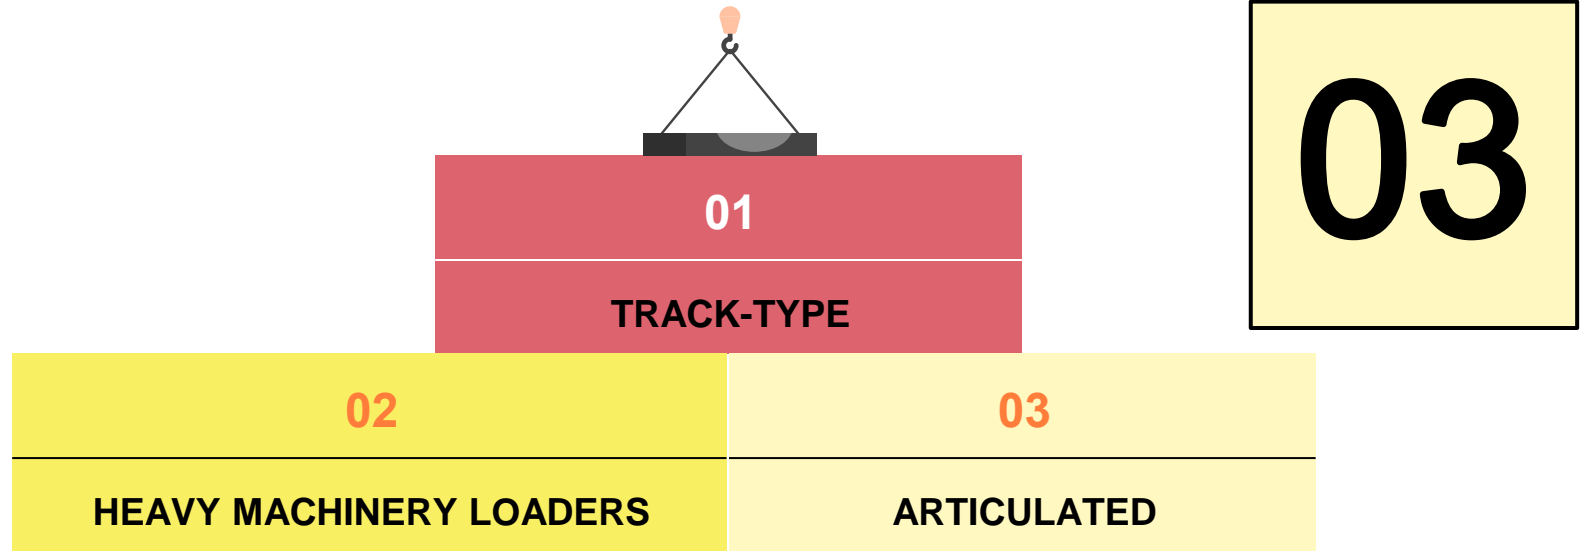 03
01
TRACK-TYPE
02
03
HEAVY MACHINERY LOADERS
ARTICULATED